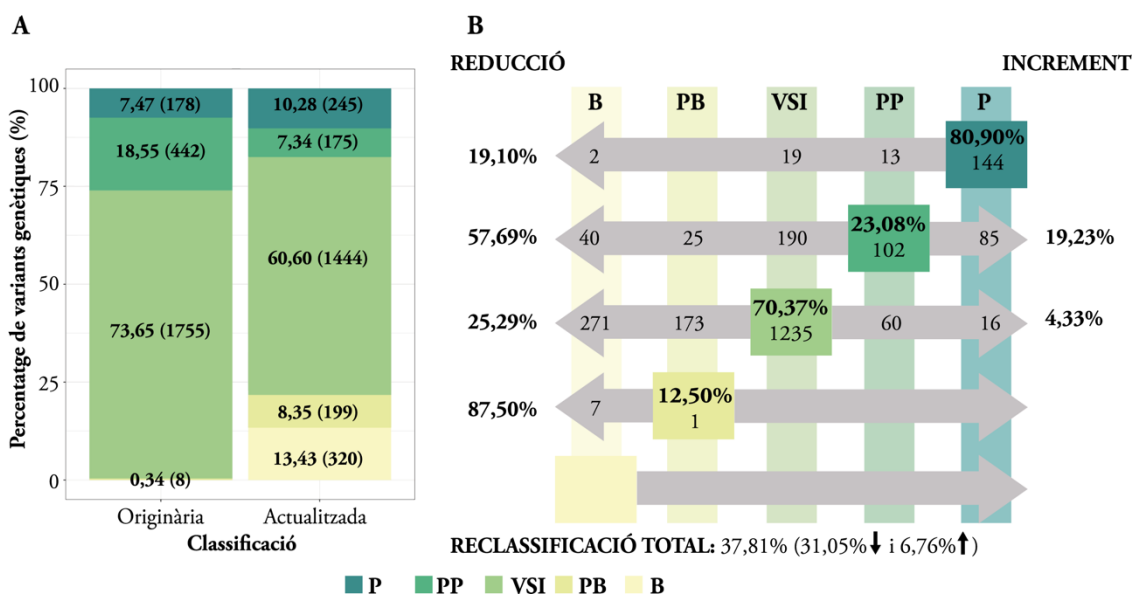 A
Percentatge de variants genètiques (%)
100
75
50
25
0
7,47 (178)
18,55 (442)
73,65 (1755)
0,34 (8)
10,28 (245)
7,34 (175)
60,60 (1444)
8,35 (199)
13,43 (320)
Originària Actualitzada
Classificació
B
REDUCCIÓ INCREMENT
B PB VSI PP P
80,90%
19,10% 2 19 13 144
23,08%
57,69% 40 25 190 102 85 19,23%
70,37%
25,29% 271 173 1235 60 16 4,33%
12,50%
87,50% 7 1
RECLASSIFICACIÓ TOTAL: 37,81% (31,05% ⬇ i 6,76% ⬆)
P PP VSI PB B